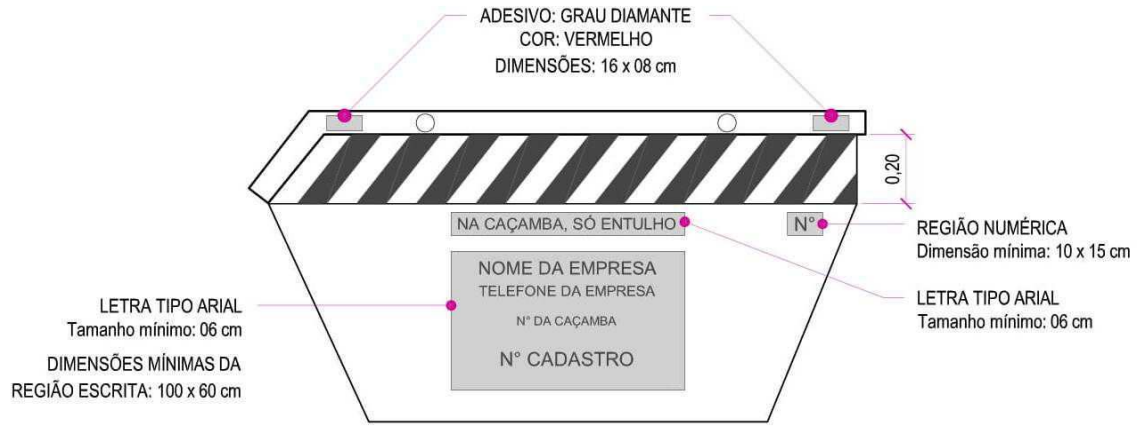 ADESIVO: GRAU DIAMANTE
COR: VERMELHO
DIMENSÕES: 16 x 08 cm
0,20
NA CAÇAMBA, SÓ ENTULHO
N°
REGIÃO NUMÉRICA
Dimensão mínima: 10 x 15 cm
NOME DA EMPRESA
TELEFONE DA EMPRESA
N° DA CAÇAMBA
N° CADASTRO
LETRA TIPO ARIAL
Tamanho mínimo: 06 cm
LETRA TIPO ARIAL
Tamanho mínimo: 06 cm
DIMENSÕES MÍNIMAS DA
REGIÃO ESCRITA: 100 x 60 cm